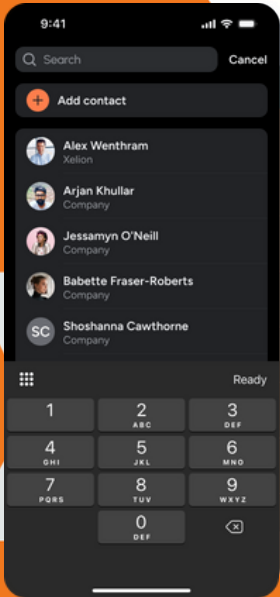 9:41
Search
Cancel
Add contact
Alex Wenthram
Xelion
Arjan Khullar
Company
Jessamyn O'Neill
Company
Babette Fraser-Roberts
Company
SC
Shoshanna Cawthorne
Company
Ready
1 2 3
ABC DEF
4 5 6
GHI JKL MNO
7 8 9
PQRS TUV WXYZ
0
DEF